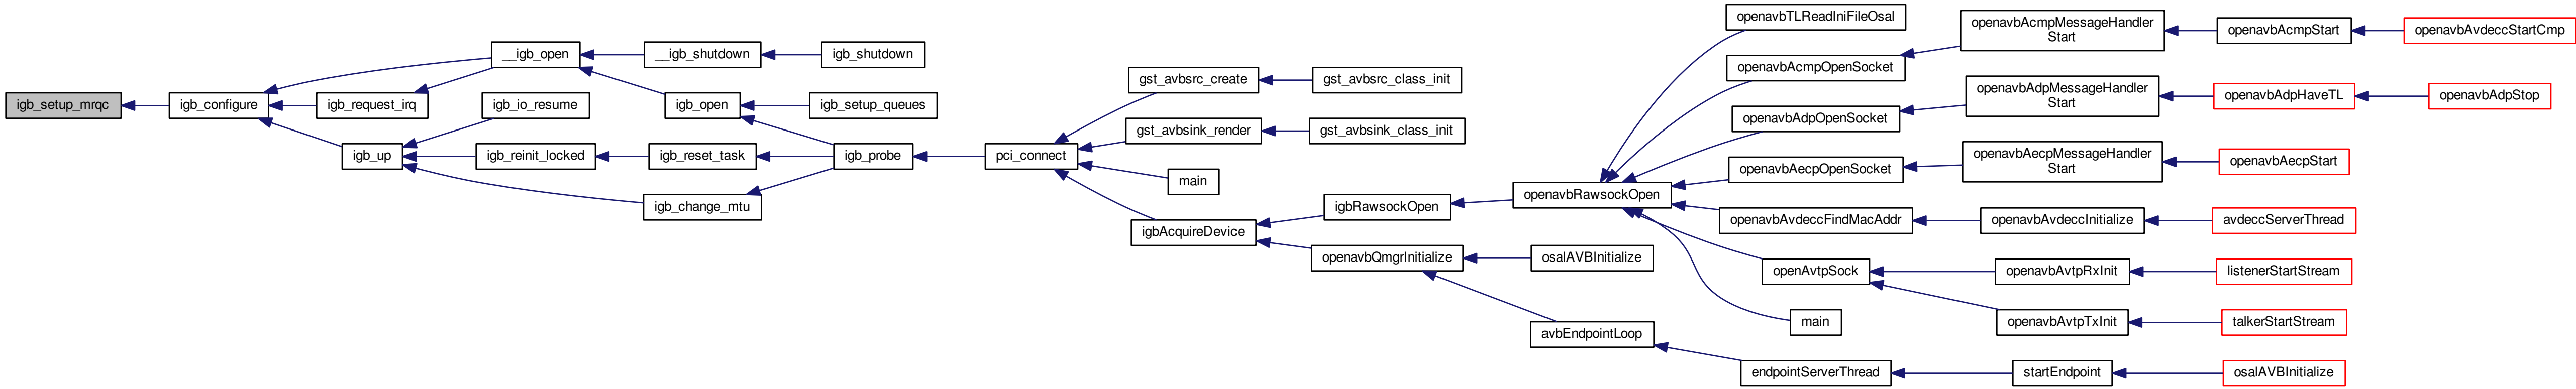 igb_setup_mrqc
igb_configure
__igb_open
igb_request_irq
igb_up
__igb_shutdown
igb_shutdown
igb_io_resume
igb_open
igb_setup_queues
igb_reinit_locked
igb_reset_task
igb_probe
igb_change_mtu
pci_connect
gst_avbsrc_create
gst_avbsrc_class_init
gst_avbsink_render
gst_avbsink_class_init
main
igbAcquireDevice
igbRawsockOpen
openavbQmgrInitialize
osalAVBInitialize
avbEndpointLoop
openavbRawsockOpen
openavbTLReadIniFileOsal
openavbAcmpOpenSocket
openavbAcmpMessageHandler
Start
openavbAcmpStart
openavbAvdeccStartCmp
openavbAdpOpenSocket
openavbAdpMessageHandler
Start
openavbAdpHaveTL
openavbAdpStop
openavbAecpOpenSocket
openavbAecpMessageHandler
Start
openavbAecpStart
openavbAvdeccFindMacAddr
openavbAvdeccInitialize
avdeccServerThread
openAvtpSock
openavbAvtpRxInit
listenerStartStream
openavbAvtpTxInit
talkerStartStream
main
endpointServerThread
startEndpoint
osalAVBInitialize